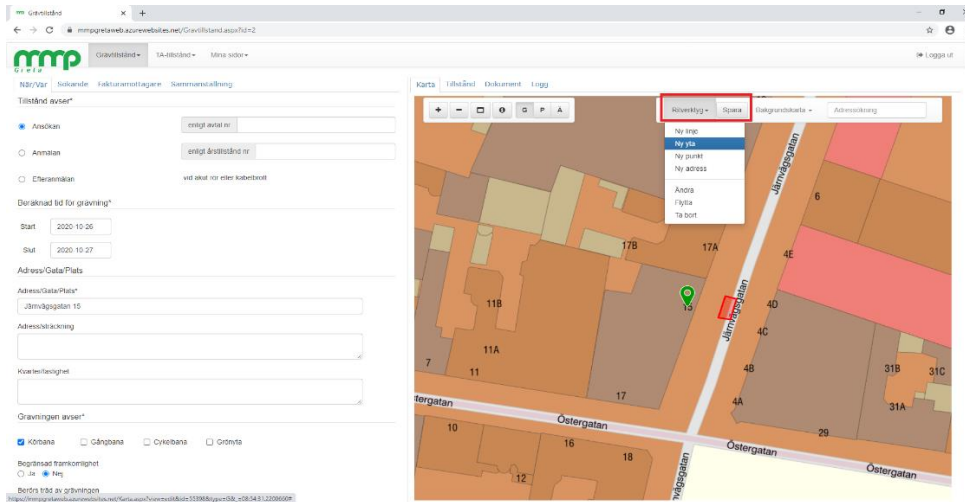 Grävtillstånd
mmpgretaweb.azurewebsites.net/Gravtillstand.aspx?id=2
mmp
Greta
Grävtillstånd
TA-tillstånd
Mina sidor
Logga ut
När/Var
Sökande
Fakturamottagare
Sammanställning
Tillstånd avser*
Ansökan
enligt avtal nr
Anmälan
enligt årstillstånd nr
Efteranmälan
vid akut rör eller kabelbrott
Beräknad tid för grävning*
Start
2020-10-26
Slut
2020-10-27
Adress/Gata/Plats
Adress/Gata/Plats*
Järnvägsgatan 15
Adress/sträckning
Kvarter/fastighet
Grävningen avser*
Körbana
Gångbana
Cykelbana
Grönyta
Begränsad framkomlighet
Ja
Nej
Berörs träd av grävningen
Karta
Tillstånd
Dokument
Logg
G
P
Ritverktyg
Spara
Bakgrundskarta
Adressökning
Ny linje
Ny yta
Ny punkt
Ny adress
Ändra
Flytta
Ta bort
Järnvägsgatan
6
17B
17A
4E
11B
15
Järnvägsgatan
4D
4C
11A
7
11
4B
31B
31C
17
4A
31A
tergatan
Östergatan
10
16
29
18
Östergatan
Östergatan
12
nvägsgatan